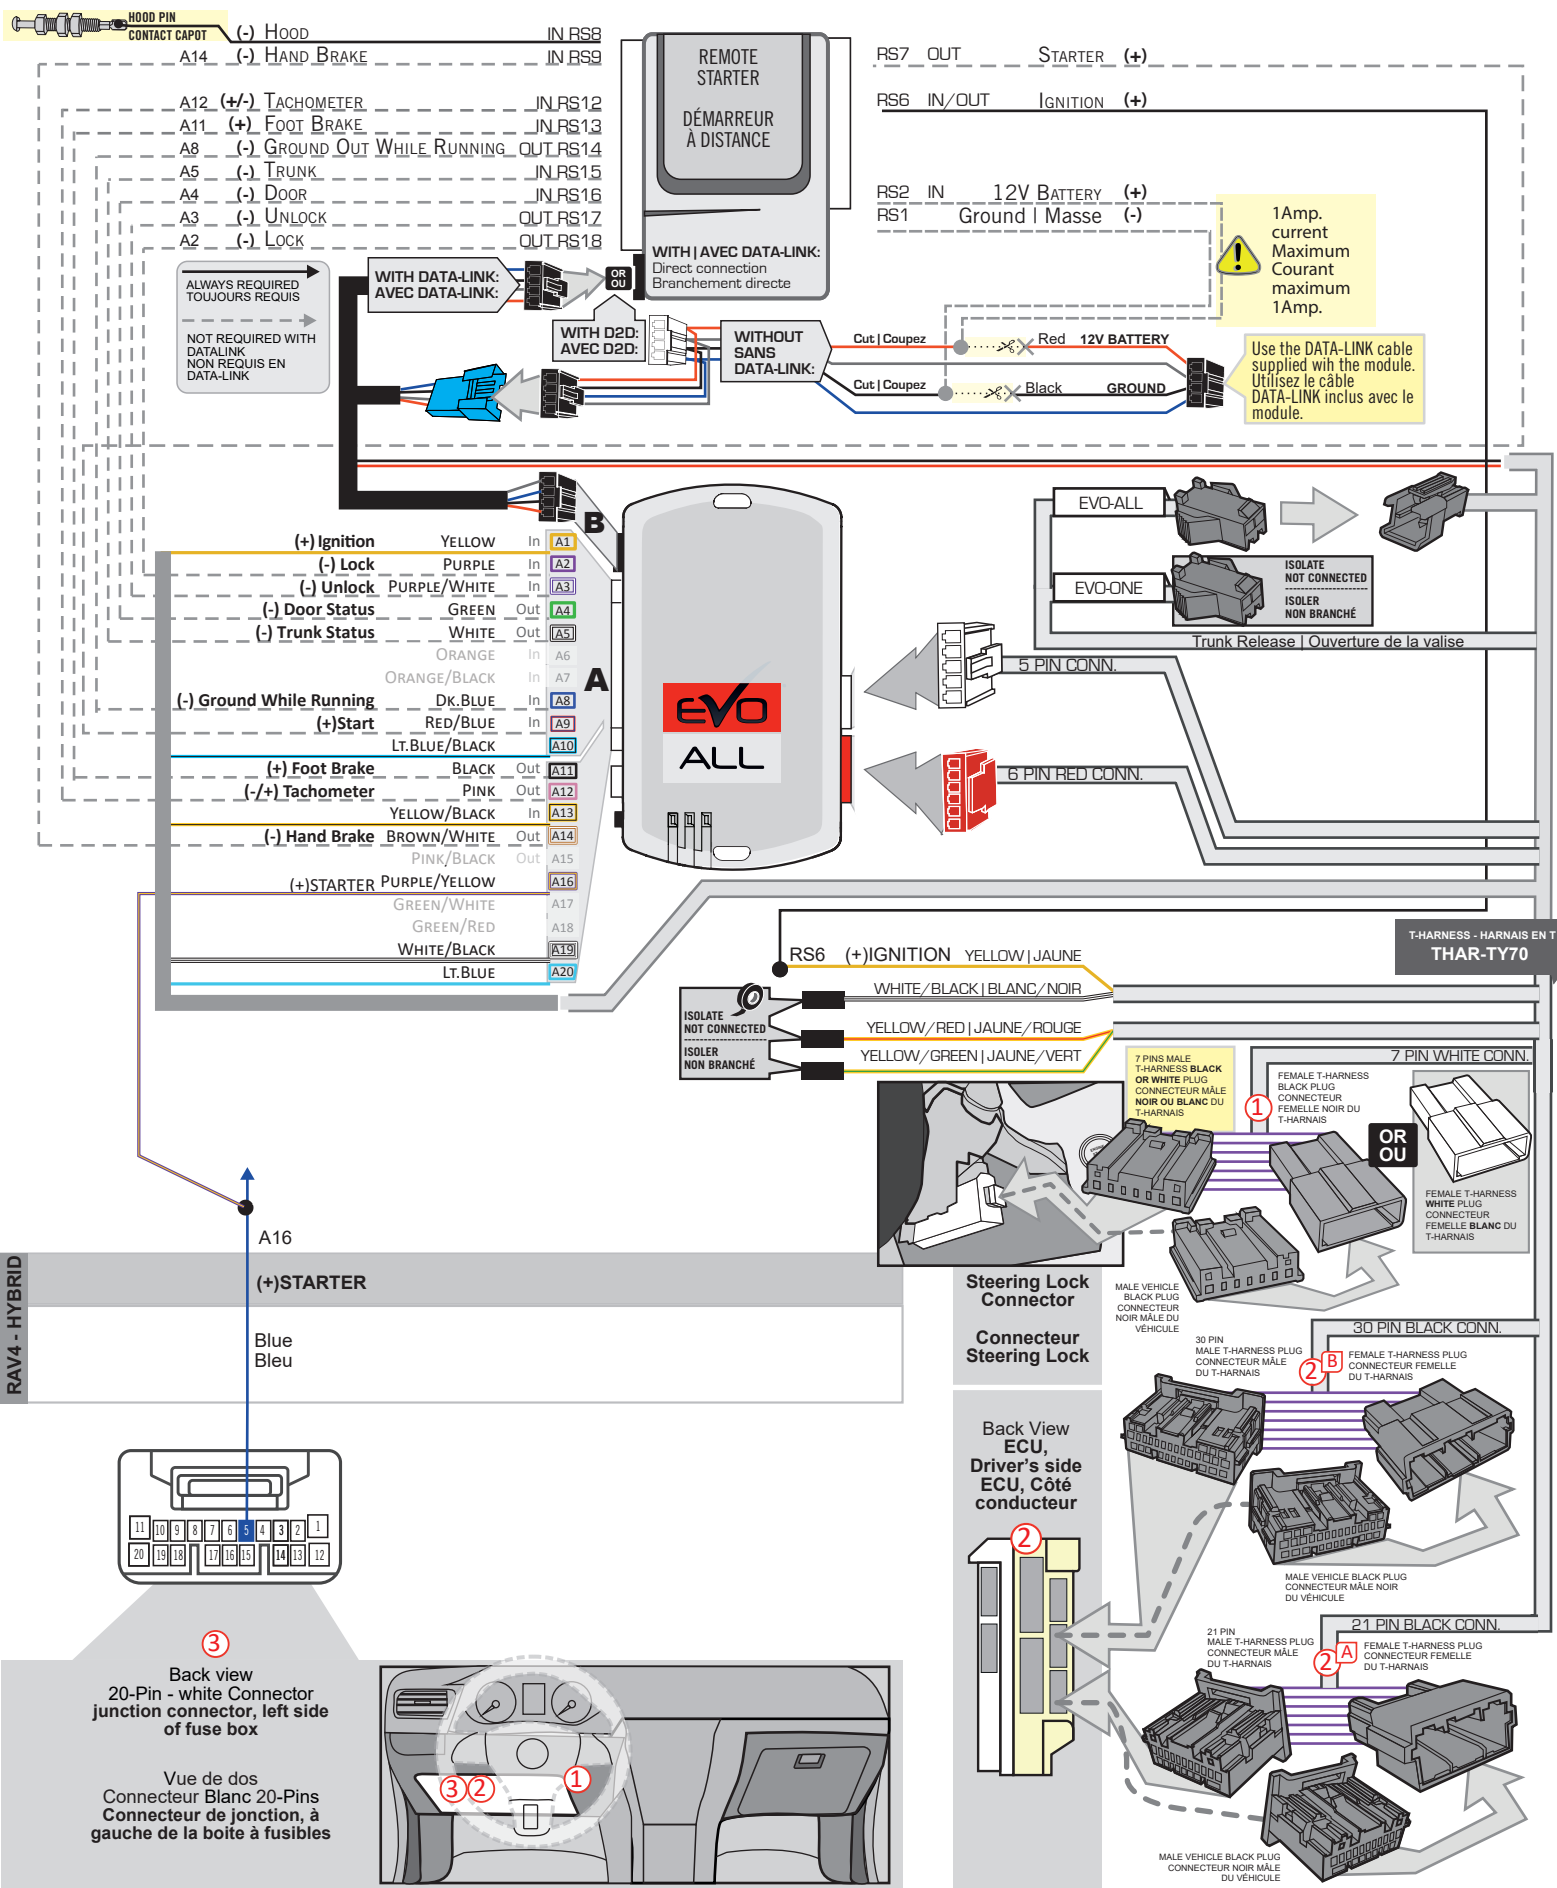 HOOD PIN
CONTACT CAPOT
(-) HOOD IN RS8
A14 (-) HAND BRAKE IN RS9
A12 (+/-) TACHOMETER IN RS12
A11 (+) FOOT BRAKE IN RS13
A8 (-) GROUND OUT WHILE RUNNING OUT RS14
A5 (-) TRUNK IN RS15
A4 (-) DOOR IN RS16
A3 (-) UNLOCK OUT RS17
A2 (-) LOCK OUT RS18
REMOTE
STARTER
DÉMARREUR
À DISTANCE
WITH | AVEC DATA-LINK:
Direct connection
Branchement directe
RS7 OUT STARTER (+)
RS6 IN/OUT IGNITION (+)
RS2 IN 12V BATTERY (+)
RS1 Ground | Masse (-)
1Amp.
current
Maximum
Courant
maximum
1Amp.
ALWAYS REQUIRED
TOUJOURS REQUIS
NOT REQUIRED WITH
DATALINK
NON REQUIS EN
DATA-LINK
WITH DATA-LINK:
AVEC DATA-LINK:
OR
OU
WITH D2D:
AVEC D2D:
WITHOUT
SANS
DATA-LINK:
Cut | Coupez Red 12V BATTERY
Cut | Coupez Black GROUND
Use the DATA-LINK cable
supplied wih the module.
Utilisez le câble
DATA-LINK inclus avec le
module.
B
A
(+) Ignition YELLOW In A1
(-) Lock PURPLE In A2
(-) Unlock PURPLE/WHITE In A3
(-) Door Status GREEN Out A4
(-) Trunk Status WHITE Out A5
ORANGE In A6
ORANGE/BLACK In A7
(-) Ground While Running DK.BLUE In A8
(+)Start RED/BLUE In A9
LT.BLUE/BLACK A10
(+) Foot Brake BLACK Out A11
(-/+) Tachometer PINK Out A12
YELLOW/BLACK In A13
(-) Hand Brake BROWN/WHITE Out A14
PINK/BLACK Out A15
(+)STARTER PURPLE/YELLOW A16
GREEN/WHITE A17
GREEN/RED A18
WHITE/BLACK A19
LT.BLUE A20
EVO
ALL
EVO-ALL
EVO-ONE
ISOLATE
NOT CONNECTED
ISOLER
NON BRANCHÉ
Trunk Release | Ouverture de la valise
5 PIN CONN.
6 PIN RED CONN.
T-HARNESS - HARNAIS EN T
THAR-TY70
RS6 (+)IGNITION YELLOW | JAUNE
WHITE/BLACK | BLANC/NOIR
YELLOW/RED | JAUNE/ROUGE
YELLOW/GREEN | JAUNE/VERT
ISOLATE
NOT CONNECTED
ISOLER
NON BRANCHÉ
7 PIN WHITE CONN.
7 PINS MALE
T-HARNESS BLACK
OR WHITE PLUG
CONNECTEUR MÂLE
NOIR OU BLANC DU
T-HARNAIS
1
FEMALE T-HARNESS
BLACK PLUG
CONNECTEUR
FEMELLE NOIR DU
T-HARNAIS
OR
OU
FEMALE T-HARNESS
WHITE PLUG
CONNECTEUR
FEMELLE BLANC DU
T-HARNAIS
MALE VEHICLE
BLACK PLUG
CONNECTEUR
NOIR MÂLE DU
VÉHICULE
Steering Lock
Connector
Connecteur
Steering Lock
A16
RAV4 - HYBRID
(+)STARTER
Blue
Bleu
30 PIN BLACK CONN.
30 PIN
MALE T-HARNESS PLUG
CONNECTEUR MÂLE
DU T-HARNAIS
2 B
FEMALE T-HARNESS PLUG
CONNECTEUR FEMELLE
DU T-HARNAIS
MALE VEHICLE BLACK PLUG
CONNECTEUR MÂLE NOIR
DU VÉHICULE
Back View
ECU,
Driver's side
ECU, Côté
conducteur
2
21 PIN BLACK CONN.
21 PIN
MALE T-HARNESS PLUG
CONNECTEUR MÂLE
DU T-HARNAIS
2 A
FEMALE T-HARNESS PLUG
CONNECTEUR FEMELLE
DU T-HARNAIS
MALE VEHICLE BLACK PLUG
CONNECTEUR NOIR MÂLE
DU VÉHICULE
11 10 9 8 7 6 5 4 3 2 1
20 19 18 17 16 15 14 13 12
3
Back view
20-Pin - white Connector
junction connector, left side
of fuse box
Vue de dos
Connecteur Blanc 20-Pins
Connecteur de jonction, à
gauche de la boite à fusibles
3 2 1